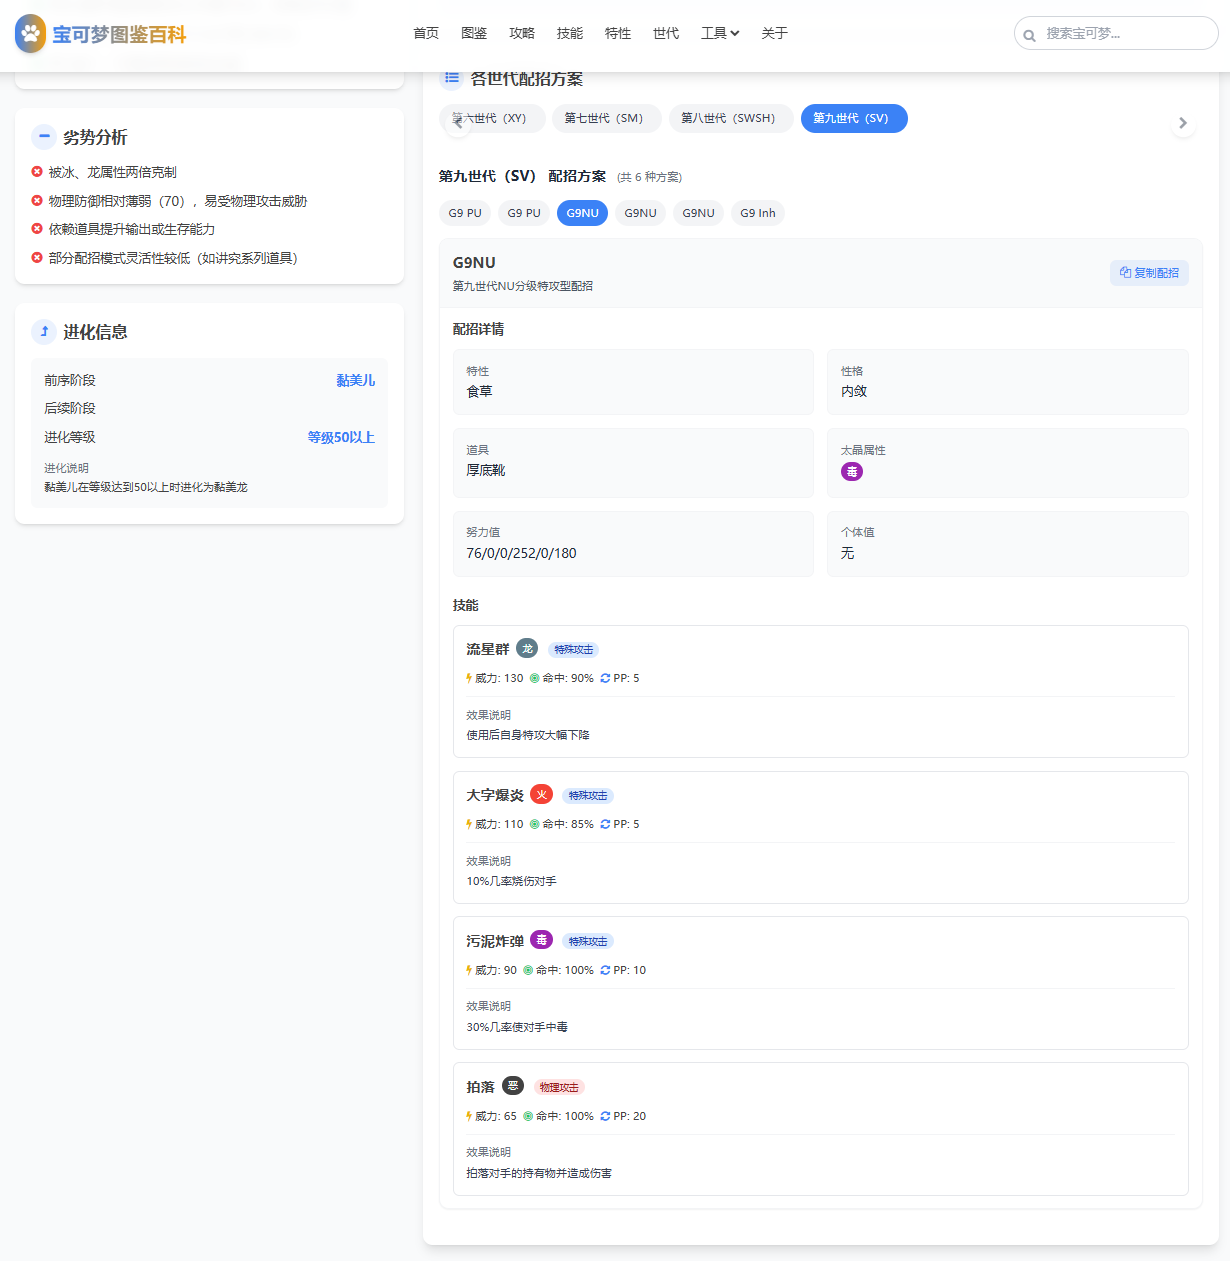 宝可梦图鉴百科
首页 图鉴 攻略 技能 特性 世代 工具 关于
搜索宝可梦...
劣势分析
被冰、龙属性两倍克制
物理防御相对薄弱（70），易受物理攻击威胁
依赖道具提升输出或生存能力
部分配招模式灵活性较低（如讲究系列道具）
进化信息
前序阶段 黏美儿
后续阶段
进化等级 等级50以上
进化说明
黏美儿在等级达到50以上时进化为黏美龙
各世代配招方案
第六世代（XY） 第七世代（SM） 第八世代（SWSH） 第九世代（SV）
第九世代（SV） 配招方案 （共 6 种方案）
G9 PU G9 PU G9NU G9NU G9NU G9 Inh
G9NU
第九世代NU分级特攻型配招
复制配招
配招详情
特性
食草
性格
内敛
道具
厚底靴
太晶属性
毒
努力值
76/0/0/252/0/180
个体值
无
技能
流星群 龙 特殊攻击
威力: 130 命中: 90% PP: 5
效果说明
使用后自身特攻大幅下降
大字爆炎 火 特殊攻击
威力: 110 命中: 85% PP: 5
效果说明
10%几率烧伤对手
污泥炸弹 毒 特殊攻击
威力: 90 命中: 100% PP: 10
效果说明
30%几率使对手中毒
拍落 恶 物理攻击
威力: 65 命中: 100% PP: 20
效果说明
拍落对手的持有物并造成伤害